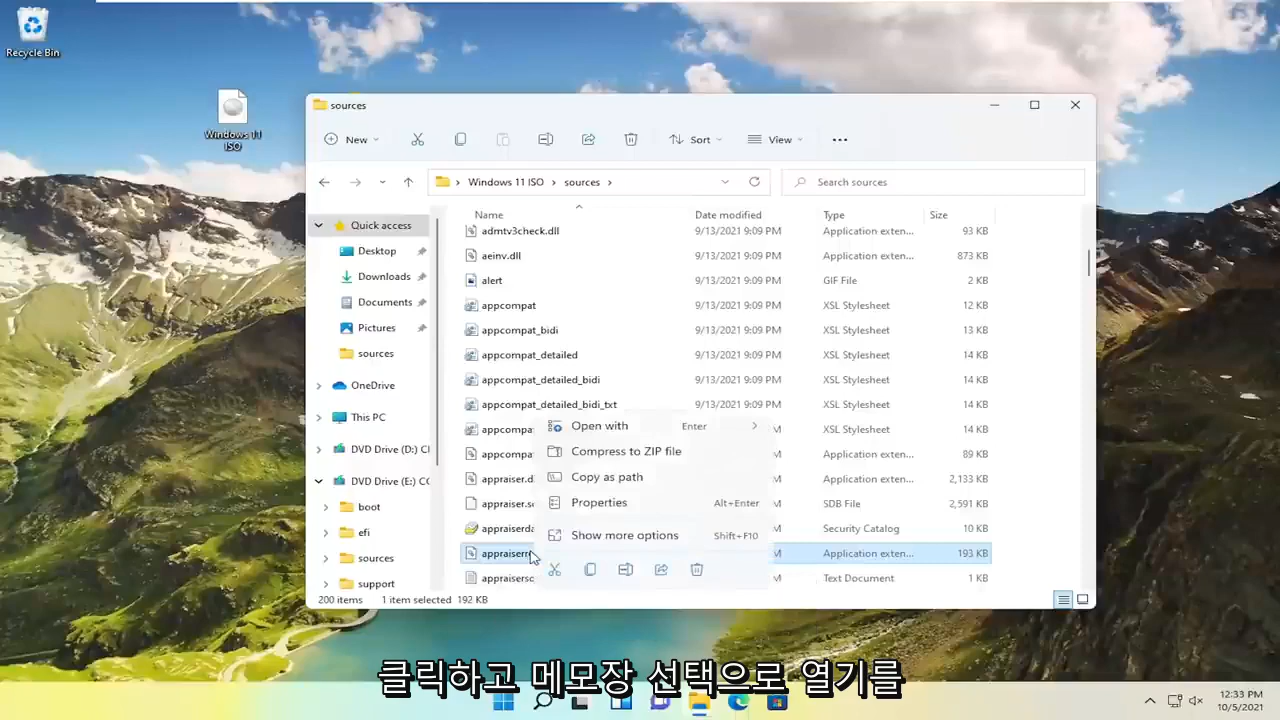 Recycle Bin
Windows 11
ISO
sources
New
Sort
View
Windows 11 ISO
sources
Search sources
Name
Date modified
Type
Size
Quick access
Desktop
Downloads
Documents
Pictures
sources
OneDrive
This PC
DVD Drive (D:) C
DVD Drive (E:) CC
boot
efi
sources
support
admtv3check.dll 9/13/2021 9:09 PM Application exten... 93 KB
aeinv.dll 9/13/2021 9:09 PM Application exten... 873 KB
alert 9/13/2021 9:09 PM GIF File 2 KB
appcompat 9/13/2021 9:09 PM XSL Stylesheet 12 KB
appcompat_bidi 9/13/2021 9:09 PM XSL Stylesheet 13 KB
appcompat_detailed 9/13/2021 9:09 PM XSL Stylesheet 14 KB
appcompat_detailed_bidi 9/13/2021 9:09 PM XSL Stylesheet 14 KB
appcompat_detailed_bidi_txt 9/13/2021 9:09 PM XSL Stylesheet 14 KB
appcompa M XSL Stylesheet 14 KB
appcompa M Application exten... 89 KB
appraiser.d M Application exten... 2,133 KB
appraiser.s M SDB File 2,591 KB
appraiserda M Security Catalog 10 KB
appraiserr M Application exten... 193 KB
appraisersc M Text Document 1 KB
Open with Enter
Compress to ZIP file
Copy as path
Properties Alt+Enter
Show more options Shift+F10
200 items 1 item selected 192 KB
클릭하고 메모장 선택으로 열기를
12:33 PM
10/5/2021